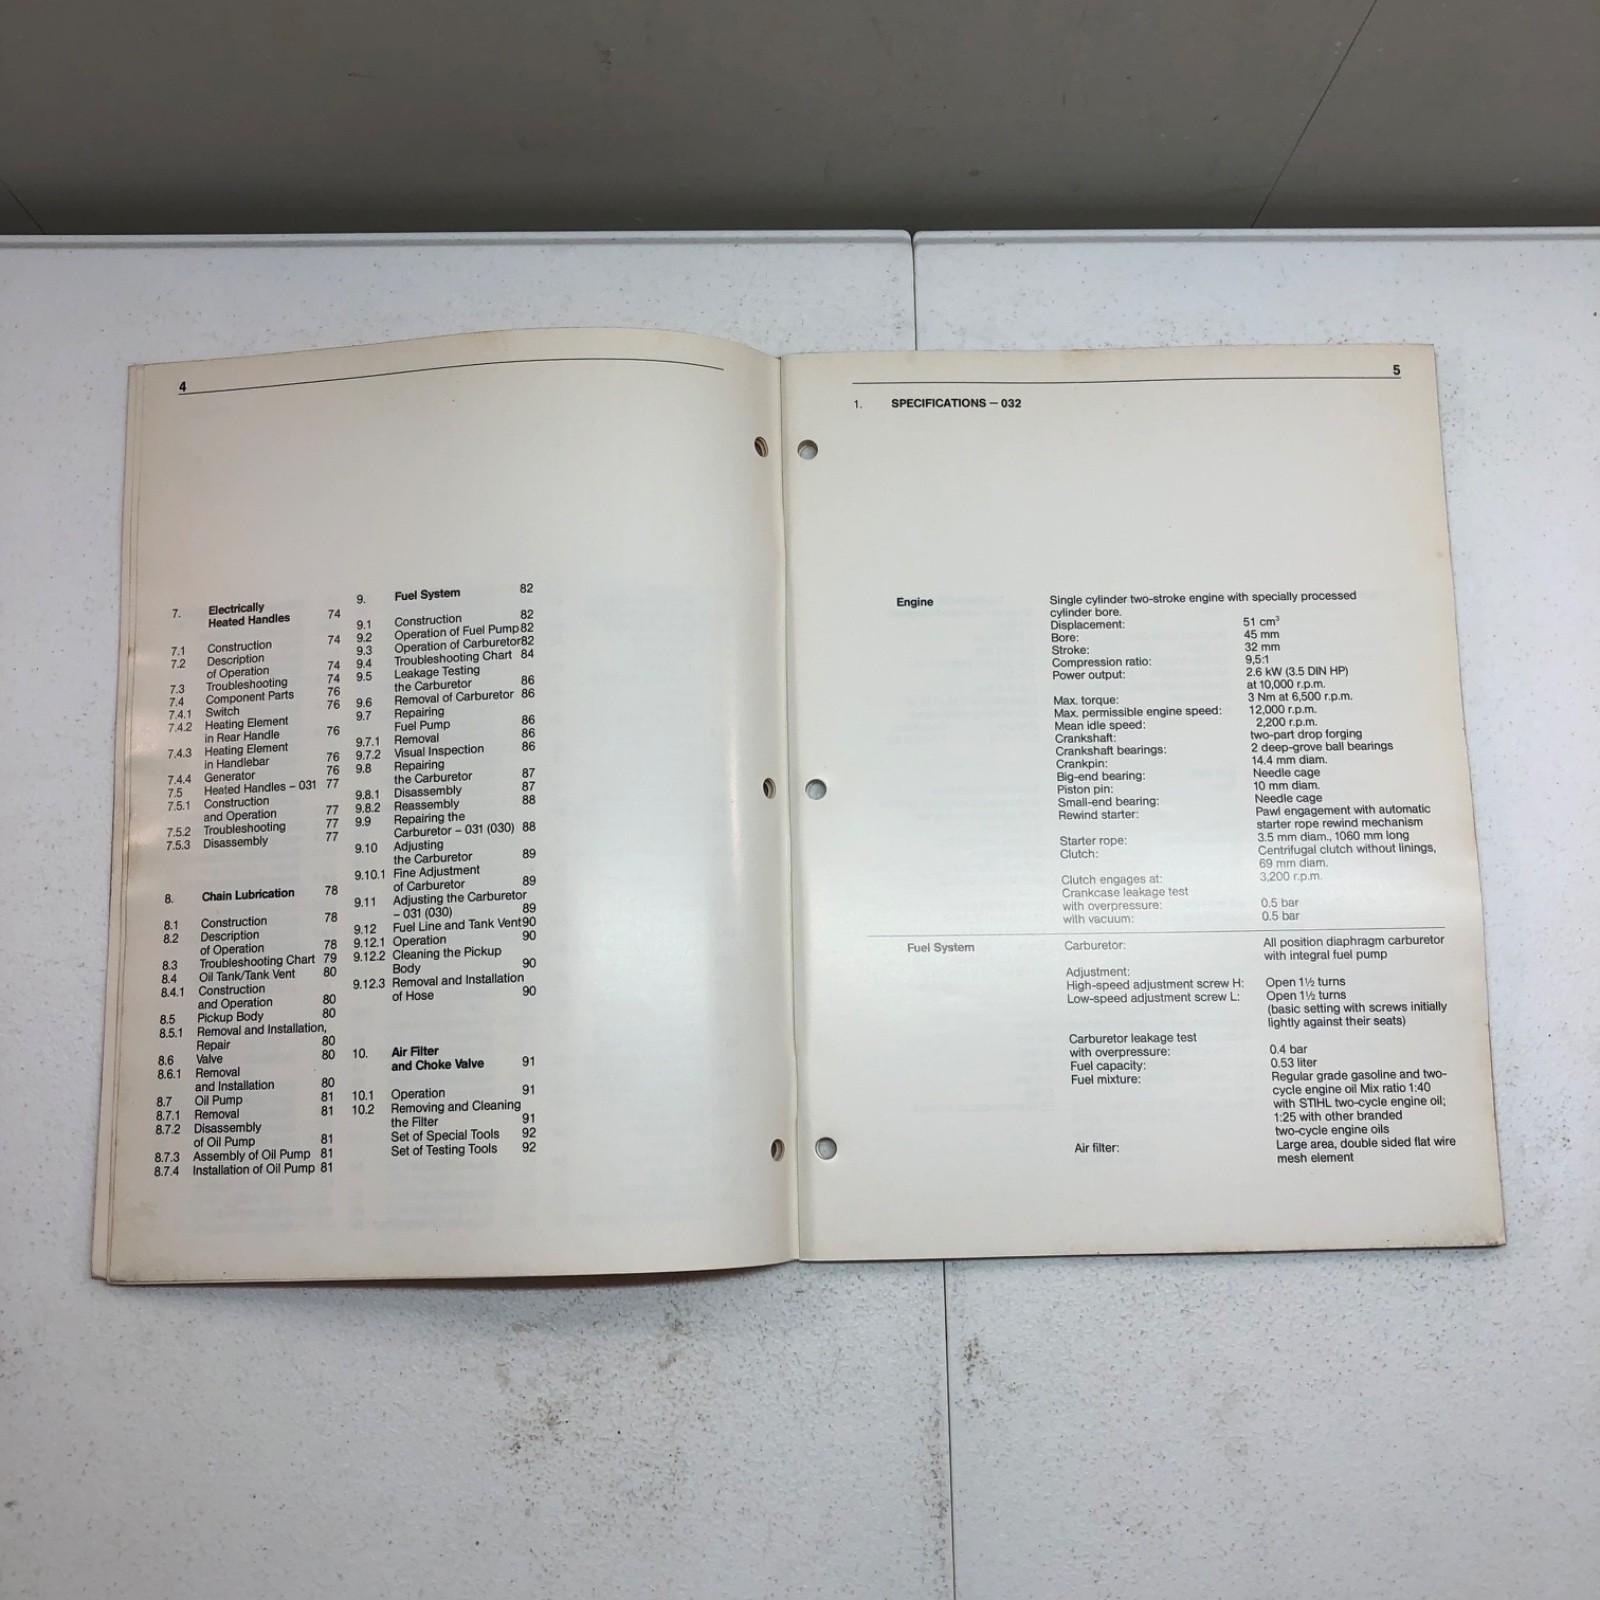 4
7. Electrically
Heated Handles 74
7.1 Construction 74
7.2 Description
of Operation 74
7.3 Troubleshooting 74
7.4 Component Parts 76
7.4.1 Switch 76
7.4.2 Heating Element
in Rear Handle 76
7.4.3 Heating Element
in Handlebar 76
7.4.4 Generator 76
7.5 Heated Handles – 031 77
7.5.1 Construction
and Operation 77
7.5.2 Troubleshooting 77
7.5.3 Disassembly 77
8. Chain Lubrication 78
8.1 Construction 78
8.2 Description
of Operation 78
8.3 Troubleshooting Chart 79
8.4 Oil Tank/Tank Vent 80
8.4.1 Construction
and Operation 80
8.5 Pickup Body 80
8.5.1 Removal and Installation,
Repair 80
8.6 Valve 80
8.6.1 Removal
and Installation 80
8.7 Oil Pump 81
8.7.1 Removal 81
8.7.2 Disassembly
of Oil Pump 81
8.7.3 Assembly of Oil Pump 81
8.7.4 Installation of Oil Pump 81
9. Fuel System 82
9.1 Construction 82
9.2 Operation of Fuel Pump 82
9.3 Operation of Carburetor 82
9.4 Troubleshooting Chart 84
9.5 Leakage Testing
the Carburetor 86
9.6 Removal of Carburetor 86
9.7 Repairing
Fuel Pump 86
9.7.1 Removal 86
9.7.2 Visual Inspection 86
9.8 Repairing
the Carburetor 87
9.8.1 Disassembly 87
9.8.2 Reassembly 88
9.9 Repairing the
Carburetor – 031 (030) 88
9.10 Adjusting
the Carburetor 89
9.10.1 Fine Adjustment
of Carburetor 89
9.11 Adjusting the Carburetor
– 031 (030) 89
9.12 Fuel Line and Tank Vent 90
9.12.1 Operation 90
9.12.2 Cleaning the Pickup
Body 90
9.12.3 Removal and Installation
of Hose 90
10. Air Filter
and Choke Valve 91
10.1 Operation 91
10.2 Removing and Cleaning
the Filter 91
Set of Special Tools 92
Set of Testing Tools 92
5
1. SPECIFICATIONS – 032
Engine Single cylinder two-stroke engine with specially processed
cylinder bore.
Displacement: 51 cm³
Bore: 45 mm
Stroke: 32 mm
Compression ratio: 9,5:1
Power output: 2.6 kW (3.5 DIN HP)
at 10,000 r.p.m.
Max. torque: 3 Nm at 6,500 r.p.m.
Max. permissible engine speed: 12,000 r.p.m.
Mean idle speed: 2,200 r.p.m.
Crankshaft: two-part drop forging
Crankshaft bearings: 2 deep-grove ball bearings
Crankpin: 14.4 mm diam.
Big-end bearing: Needle cage
Piston pin: 10 mm diam.
Small-end bearing: Needle cage
Rewind starter: Pawl engagement with automatic
starter rope rewind mechanism
Starter rope: 3.5 mm diam., 1060 mm long
Clutch: Centrifugal clutch without linings,
69 mm diam.
Clutch engages at: 3,200 r.p.m.
Crankcase leakage test
with overpressure: 0.5 bar
with vacuum: 0.5 bar
Fuel System Carburetor: All position diaphragm carburetor
with integral fuel pump
Adjustment:
High-speed adjustment screw H: Open 1½ turns
Low-speed adjustment screw L: Open 1½ turns
(basic setting with screws initially
lightly against their seats)
Carburetor leakage test
with overpressure: 0.4 bar
Fuel capacity: 0.53 liter
Fuel mixture: Regular grade gasoline and two-
cycle engine oil Mix ratio 1:40
with STIHL two-cycle engine oil;
1:25 with other branded
two-cycle engine oils
Air filter: Large area, double sided flat wire
mesh element